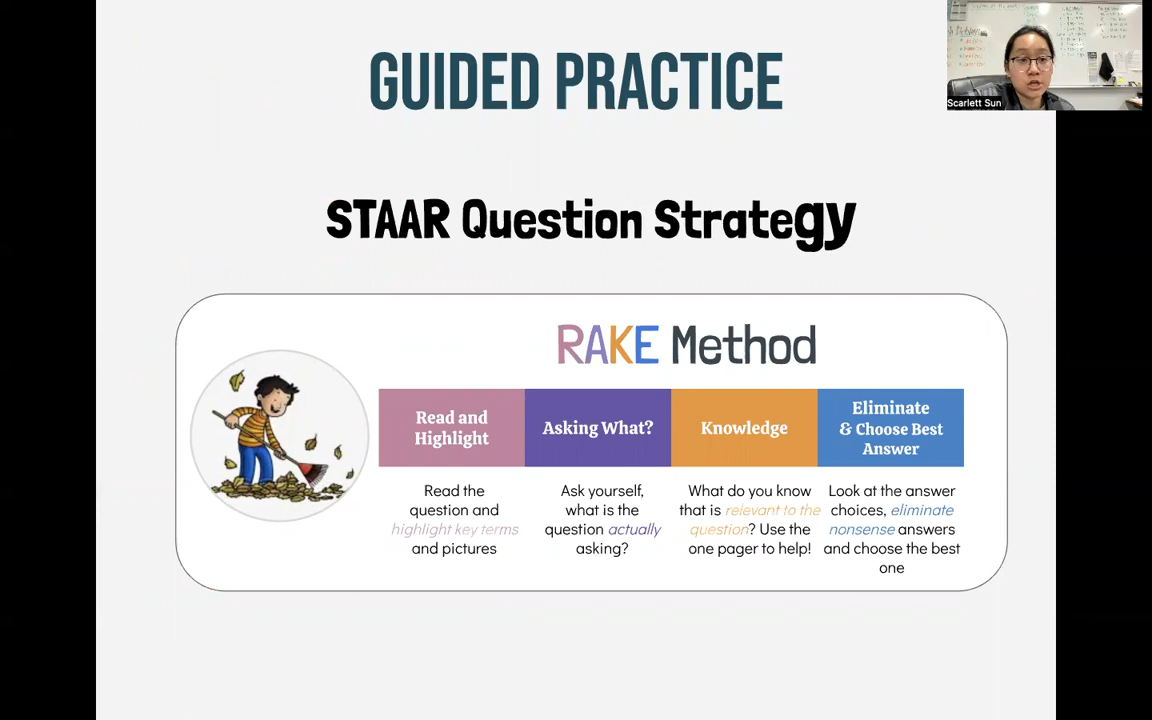 GUIDED PRACTICE
Scarlett Sun
STAAR Question Strategy
RAKE Method
Read and
Highlight
Asking What?
Knowledge
Eliminate
& Choose Best
Answer
Read the
question and
highlight key terms
and pictures
Ask yourself,
what is the
question actually
asking?
What do you know
that is relevant to the
question? Use the
one pager to help!
Look at the answer
choices, eliminate
nonsense answers
and choose the best
one